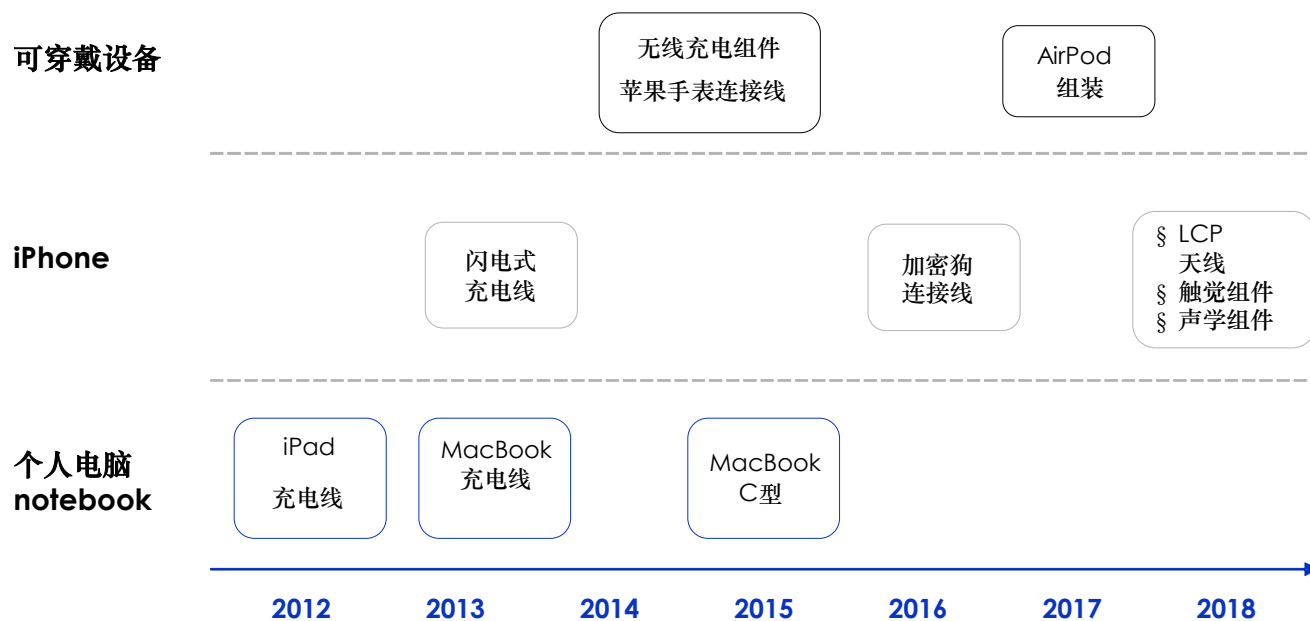 可穿戴设备
无线充电组件
苹果手表连接线
AirPod
组装
iPhone
闪电式
充电线
加密狗
连接线
§ LCP
天线
§ 触觉组件
§ 声学组件
个人电脑
notebook
iPad
充电线
MacBook
充电线
MacBook
C型
2012 2013 2014 2015 2016 2017 2018